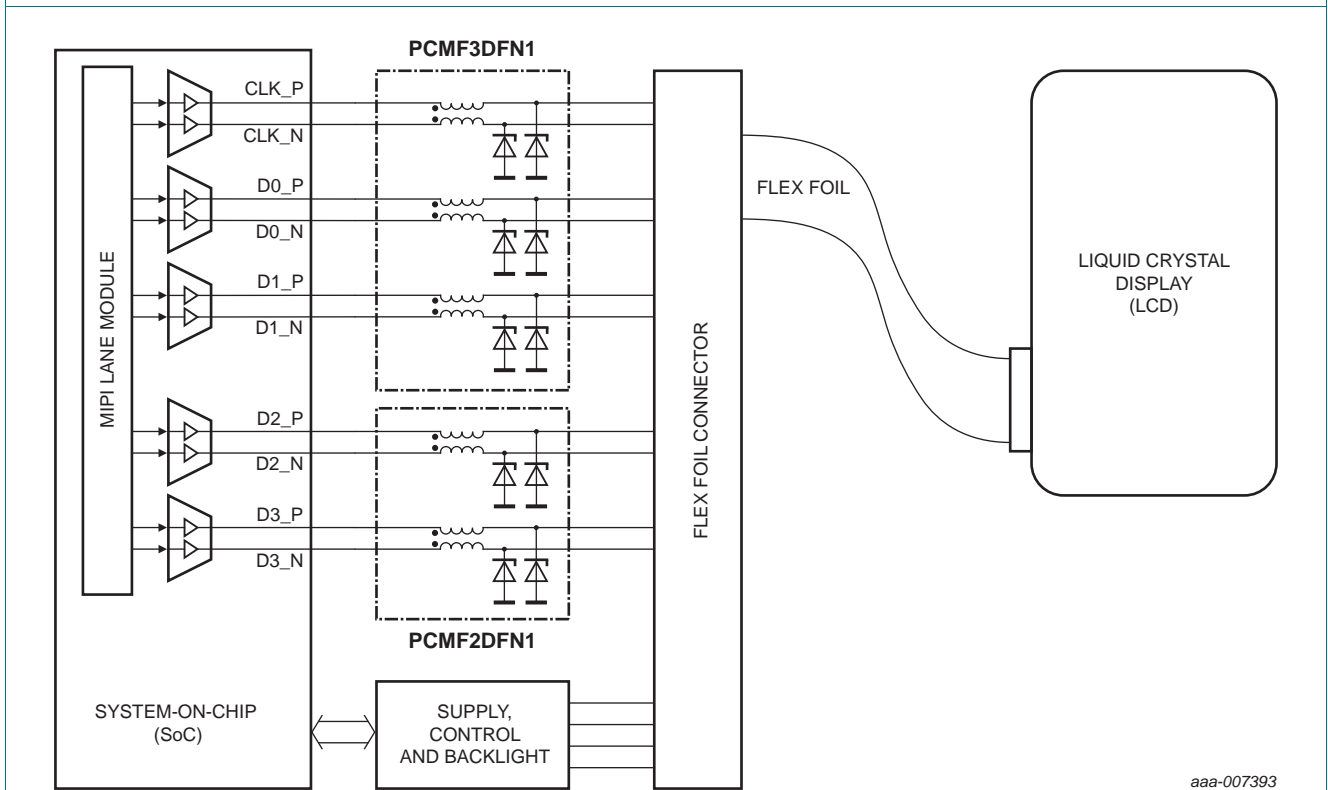 PCMF3DFN1
CLK_P
CLK_N
D0_P
D0_N
D1_P
D1_N
D2_P
D2_N
D3_P
D3_N
MIPI LANE MODULE
SYSTEM-ON-CHIP
(SoC)
PCMF2DFN1
SUPPLY,
CONTROL
AND BACKLIGHT
FLEX FOIL CONNECTOR
FLEX FOIL
LIQUID CRYSTAL
DISPLAY
(LCD)
aaa-007393